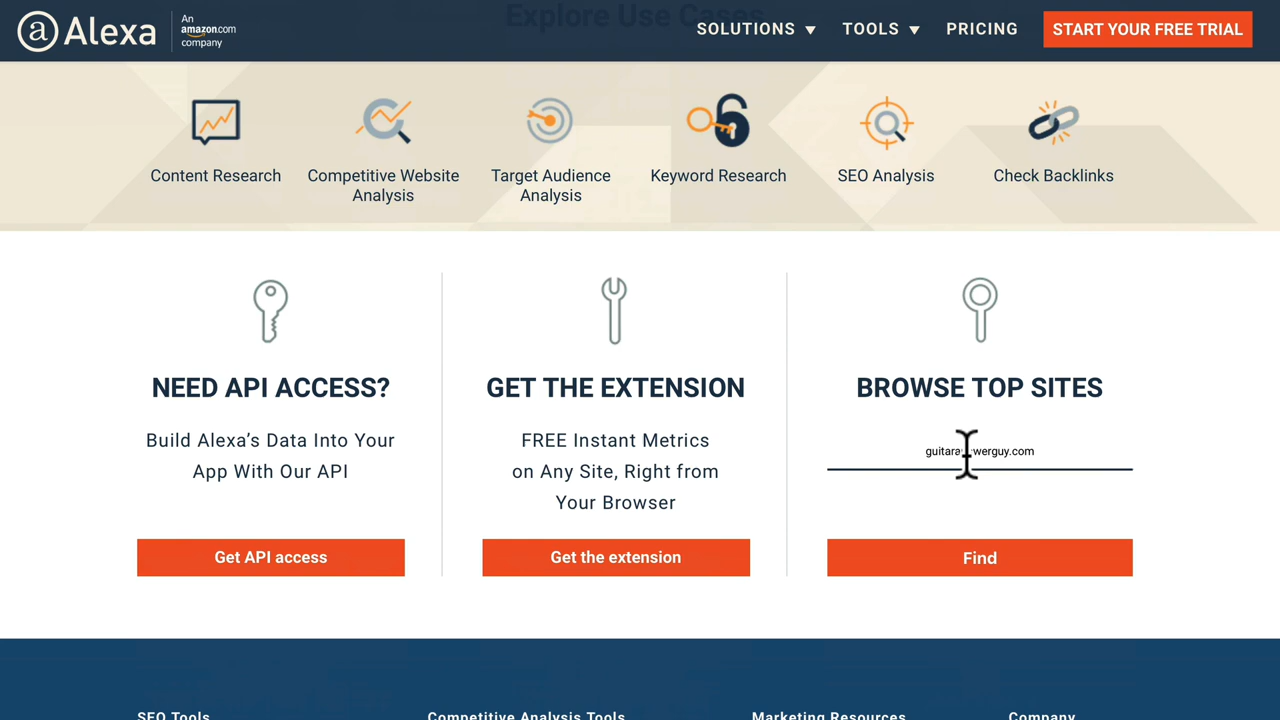 Explore Use Cases
Alexa
An
amazon.com
company
SOLUTIONS ▼
TOOLS ▼
PRICING
START YOUR FREE TRIAL
Content Research
Competitive Website
Analysis
Target Audience
Analysis
Keyword Research
SEO Analysis
Check Backlinks
NEED API ACCESS?
Build Alexa's Data Into Your
App With Our API
Get API access
GET THE EXTENSION
FREE Instant Metrics
on Any Site, Right from
Your Browser
Get the extension
BROWSE TOP SITES
Find
SEO Tools
Competitive Analysis Tools
Marketing Resources
Company